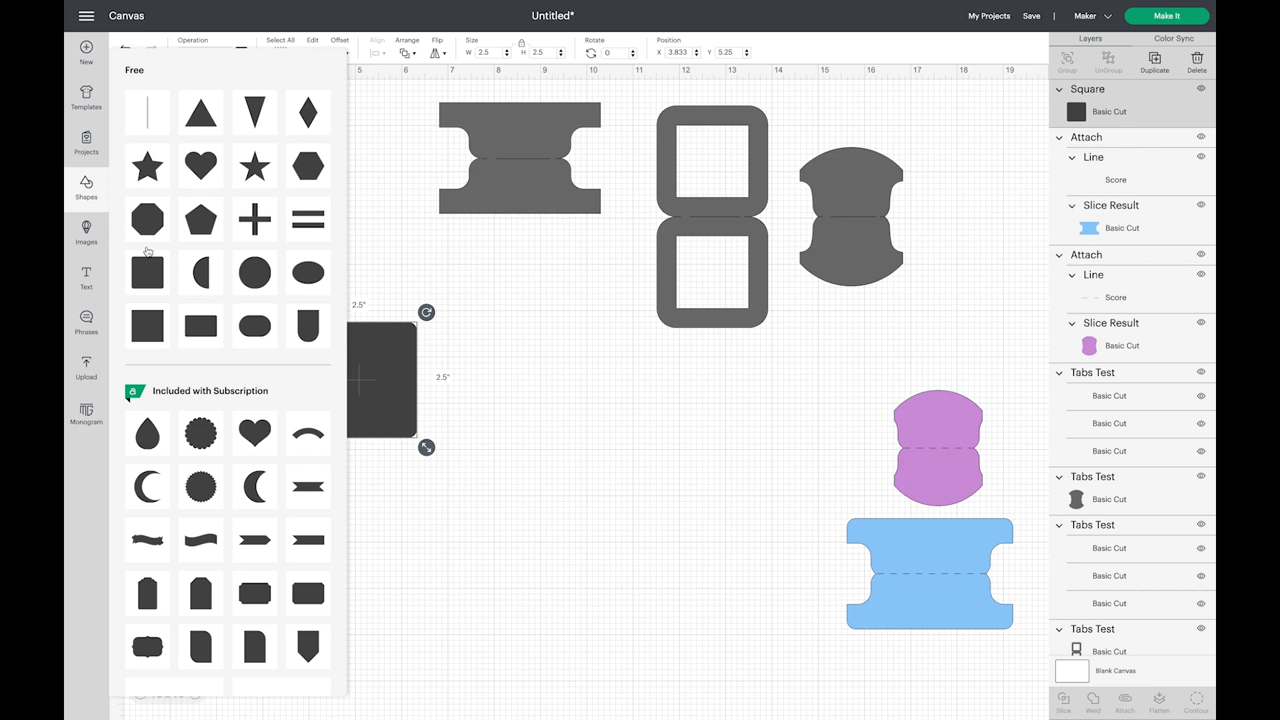 Canvas
Untitled*
My Projects
Save
Maker
Make It
New
Templates
Projects
Shapes
Images
Text
Phrases
Upload
Monogram
Operation
Select All
Edit
Offset
Align
Arrange
Flip
Size
W 2.5
H 2.5
Rotate
0
Position
X 3.833
Y 5.25
Free
Included with Subscription
5 6 7 8 9 10 11 12 13 14 15 16 17 18 19
2.5"
2.5"
Layers
Color Sync
Group
UnGroup
Duplicate
Delete
Square
Basic Cut
Attach
Line
Score
Slice Result
Basic Cut
Attach
Line
Score
Slice Result
Basic Cut
Tabs Test
Basic Cut
Basic Cut
Basic Cut
Tabs Test
Basic Cut
Tabs Test
Basic Cut
Basic Cut
Basic Cut
Tabs Test
Basic Cut
Blank Canvas
Slice
Weld
Attach
Flatten
Contour